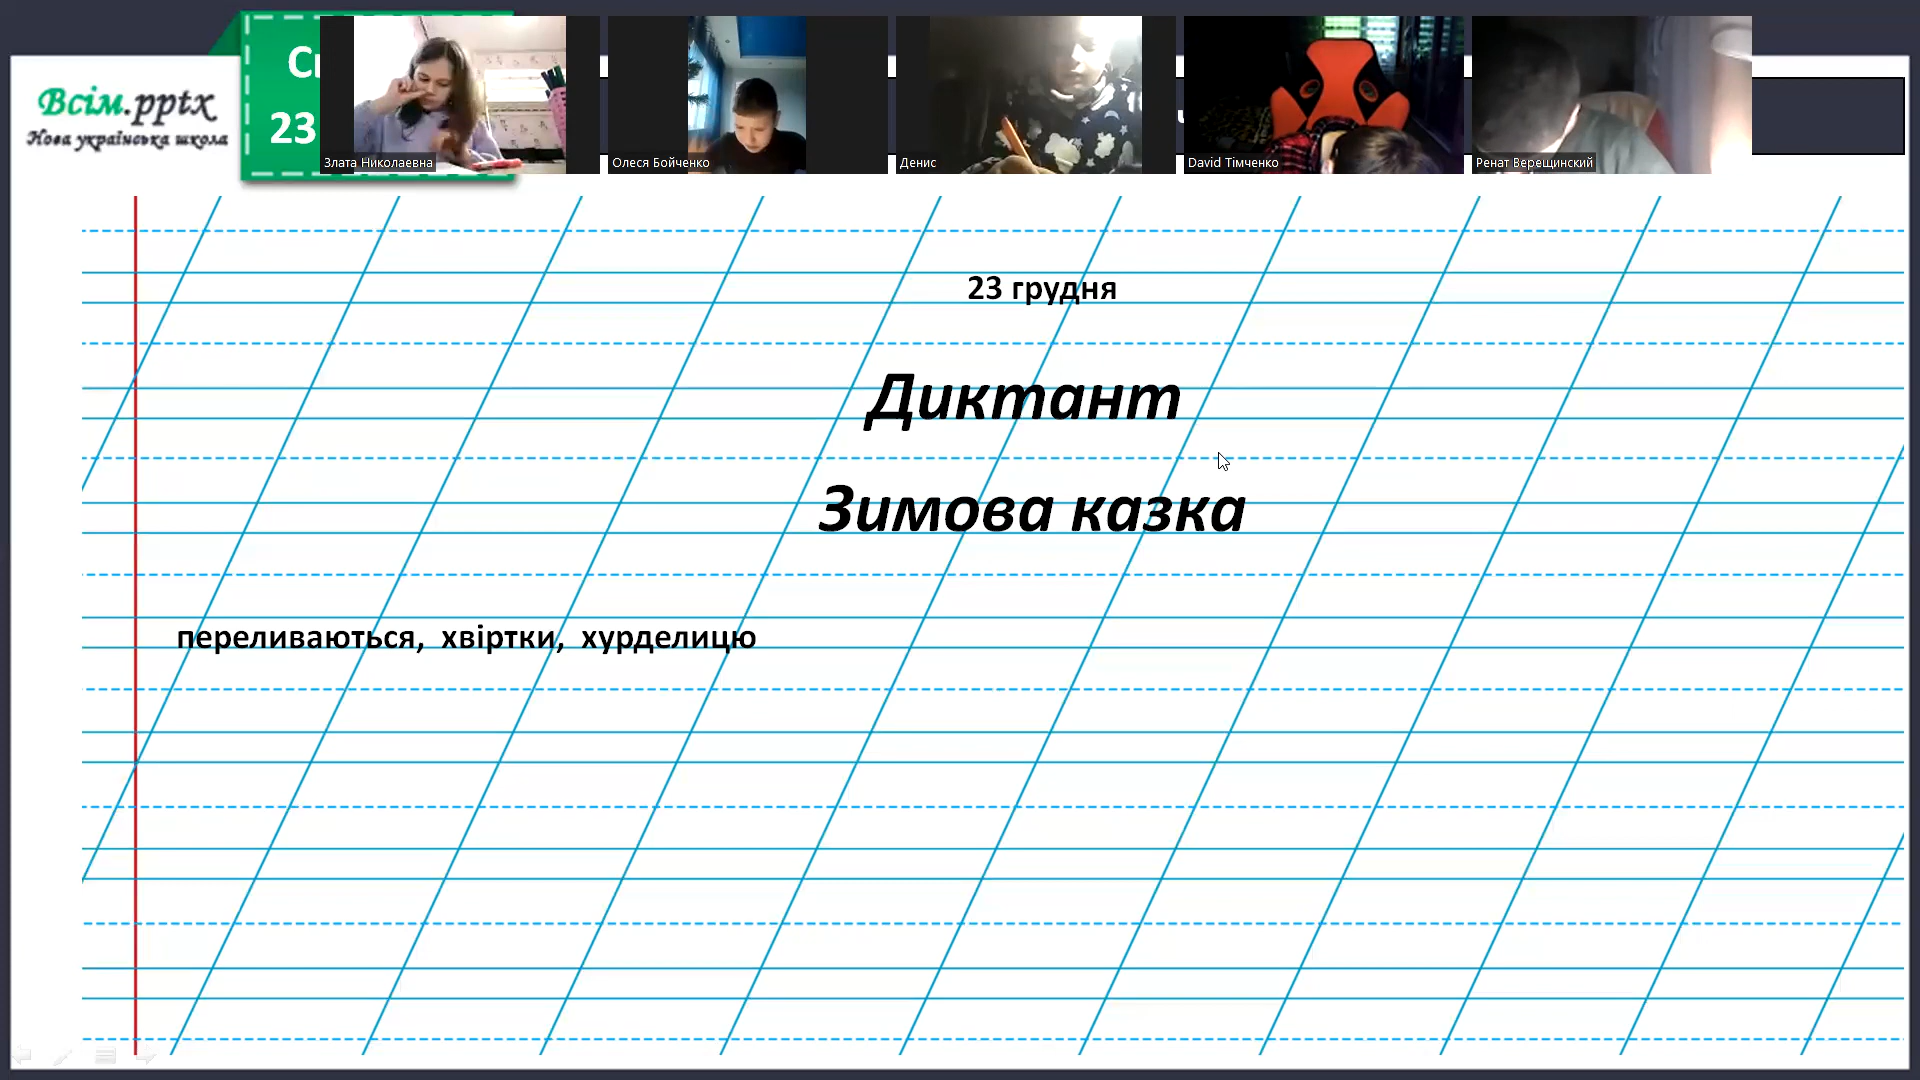 Всім.pptx
Нова українська школа
23
Злата Николаевна
Олеся Бойченко
Денис
David Тімченко
Ренат Верещинский
23 грудня
Диктант
Зимова казка
переливаються, хвіртки, хурделицю